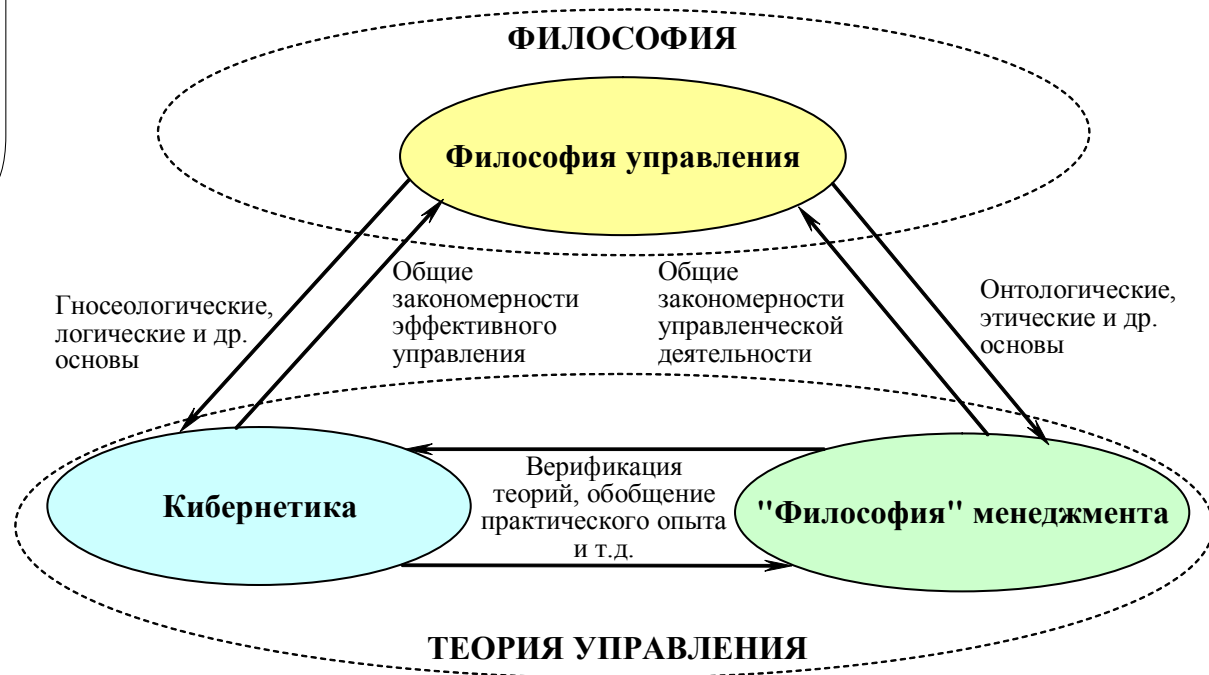 ФИЛОСОФИЯ
Философия управления
Гносеологические,
логические и др.
основы
Общие
закономерности
эффективного
управления
Общие
закономерности
управленческой
деятельности
Онтологические,
этические и др.
основы
Кибернетика
Верификация
теорий, обобщение
практического опыта
и т.д.
"Философия" менеджмента
ТЕОРИЯ УПРАВЛЕНИЯ